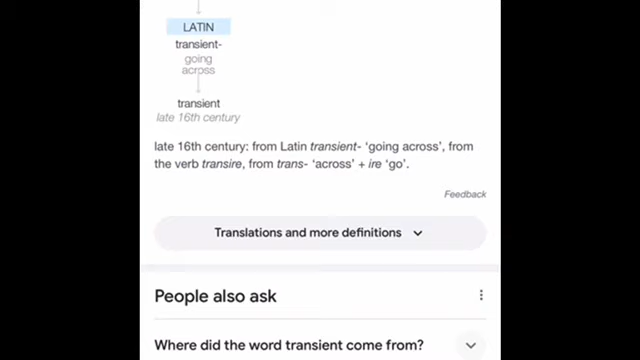 LATIN
transient-
going
across
transient
late 16th century
late 16th century: from Latin transient- ‘going across’, from
the verb transire, from trans- ‘across’ + ire ‘go’.
Feedback
Translations and more definitions
People also ask
Where did the word transient come from?